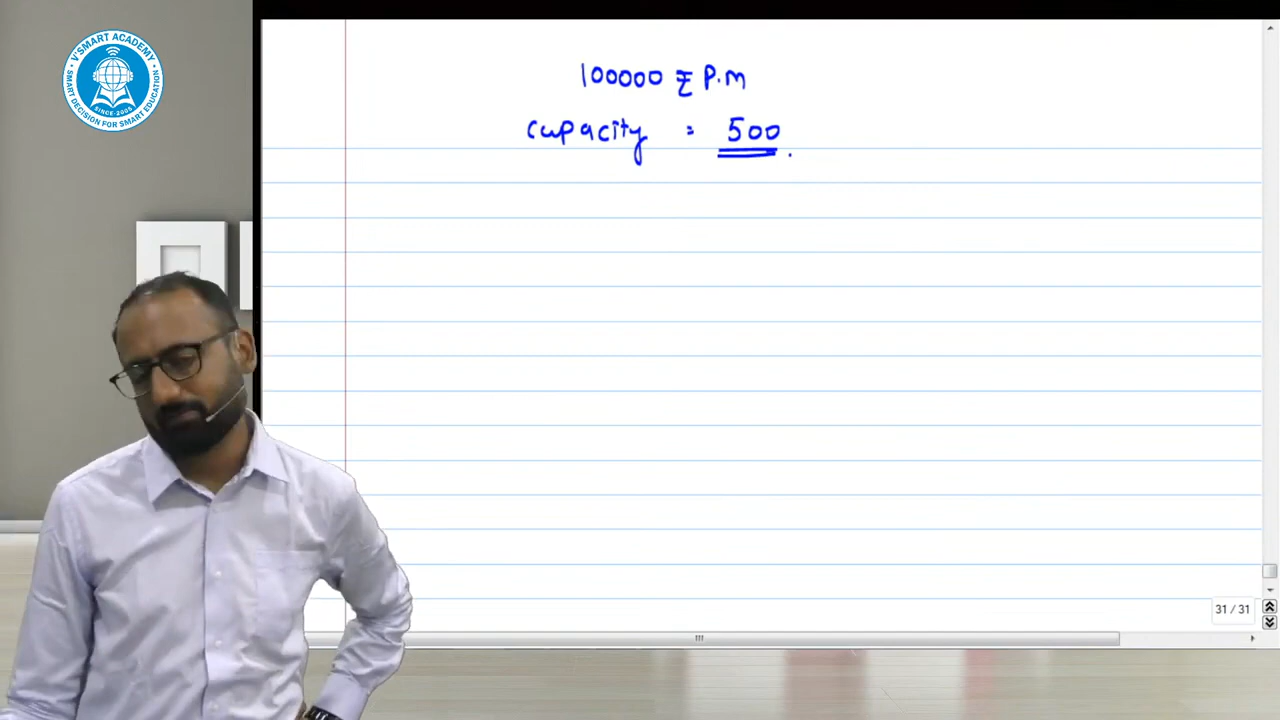 V'SMART ACADEMY
SINCE-2005
SMART DECISION FOR SMART EDUCATION
100000 ₹ P.M
capacity = 500.
31 / 31